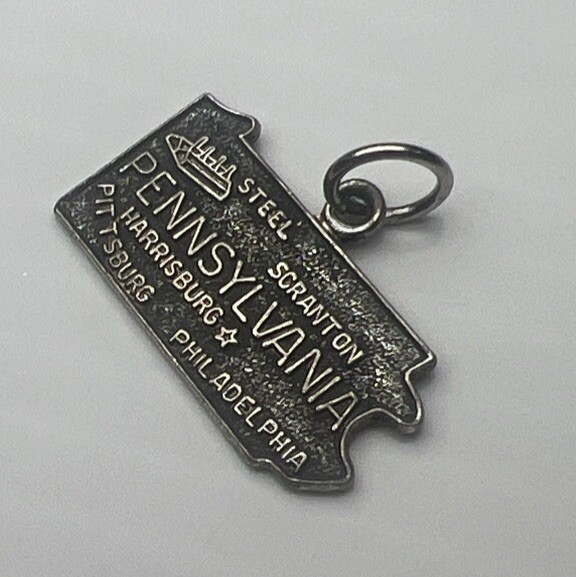 STEEL
SCRANTON
PENNSYLVANIA
HARRISBURG
PITTSBURG
PHILADELPHIA